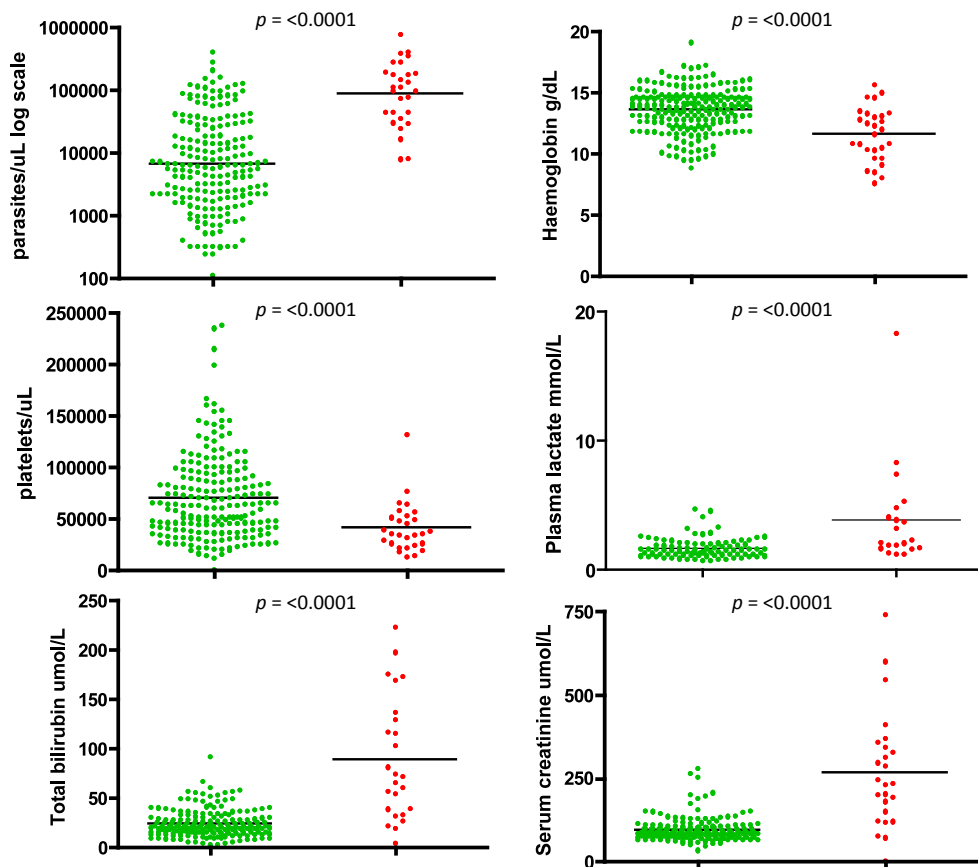 p = <0.0001
parasites/uL log scale
1000000
100000
10000
1000
100
p = <0.0001
Haemoglobin g/dL
20
15
10
5
0
p = <0.0001
platelets/uL
250000
200000
150000
100000
50000
0
p = <0.0001
Plasma lactate mmol/L
20
10
0
p = <0.0001
Total bilirubin umol/L
250
200
150
100
50
0
p = <0.0001
Serum creatinine umol/L
750
500
250
0